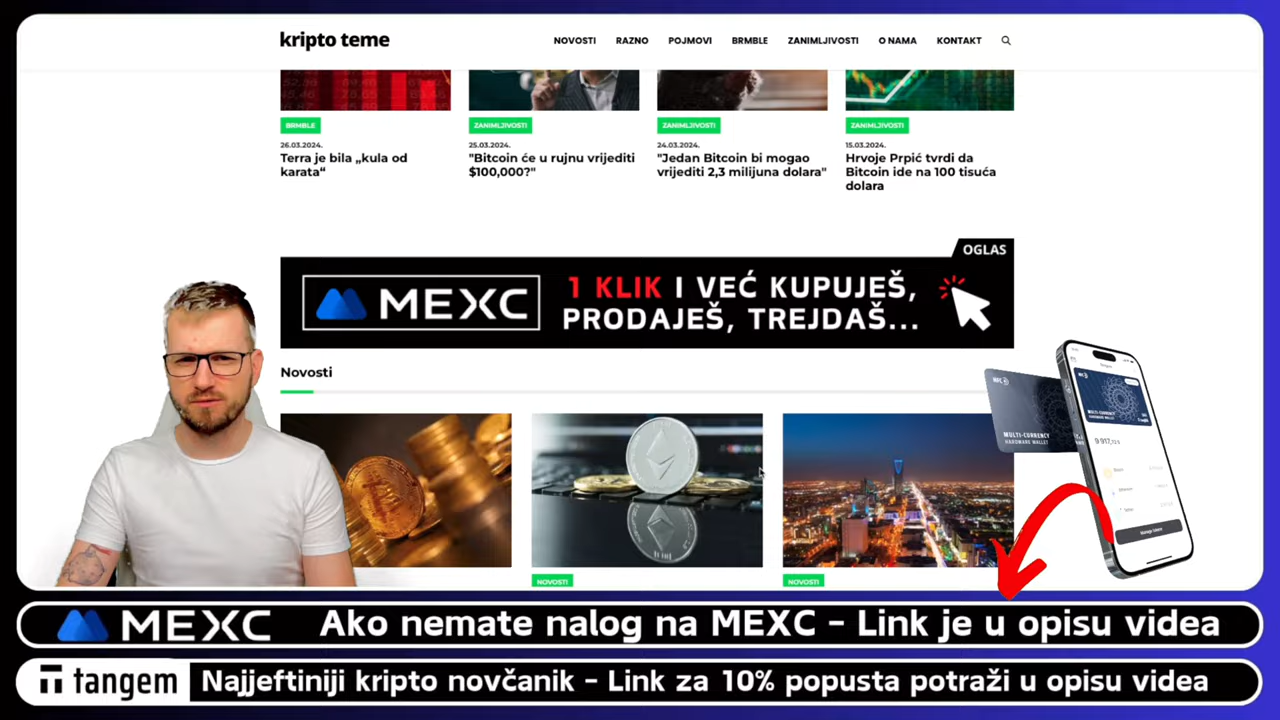 kripto teme
NOVOSTI RAZNO POJMOVI BRMBLE ZANIMLJIVOSTI O NAMA KONTAKT
BRMBLE
26.03.2024.
Terra je bila „kula od
karata“
ZANIMLJIVOSTI
25.03.2024.
"Bitcoin će u rujnu vrijediti
$100,000?"
ZANIMLJIVOSTI
24.03.2024.
"Jedan Bitcoin bi mogao
vrijediti 2,3 milijuna dolara"
ZANIMLJIVOSTI
15.03.2024.
Hrvoje Prpić tvrdi da
Bitcoin ide na 100 tisuća
dolara
OGLAS
MEXC
1 KLIK I VEĆ KUPUJEŠ,
PRODAJEŠ, TREJDAŠ...
Novosti
MULTI-CURRENCY
HARDWARE WALLET
NOVOSTI
NOVOSTI
MEXC Ako nemate nalog na MEXC - Link je u opisu videa
tangem Najjeftiniji kripto novčanik - Link za 10% popusta potraži u opisu videa